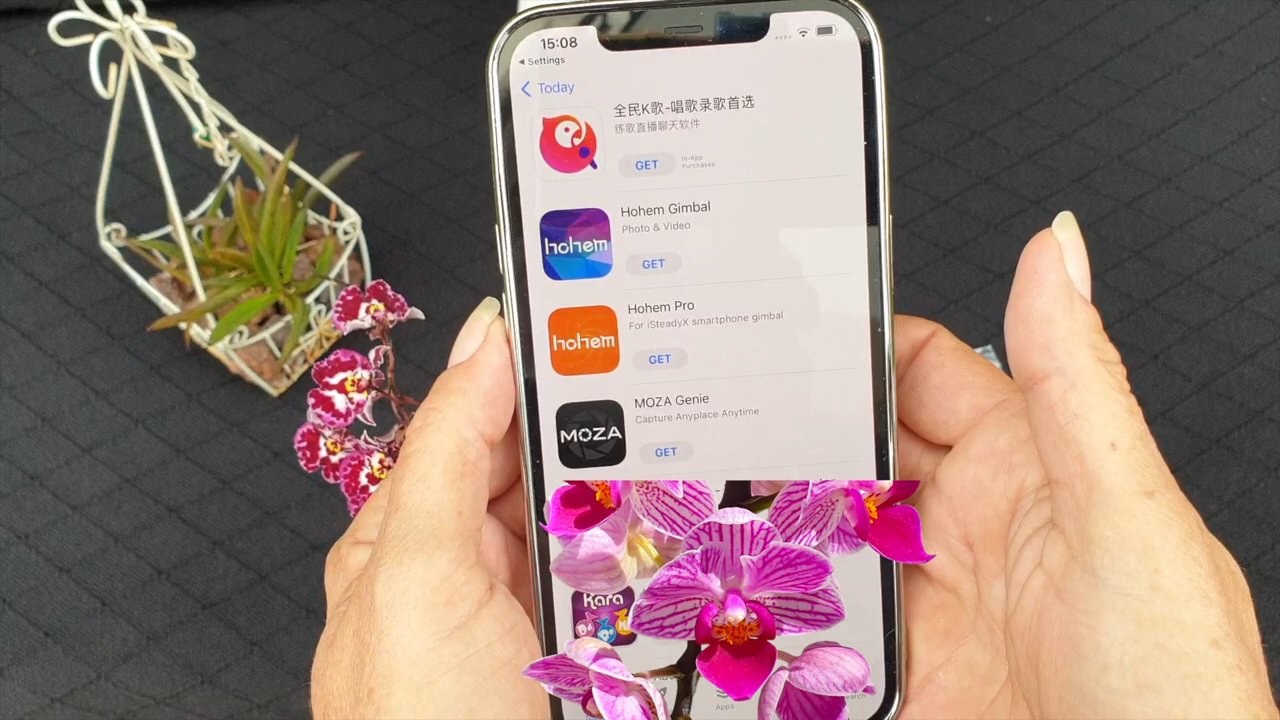 15:08
Settings
Today
全民K歌-唱歌录歌首选
练歌直播聊天软件
GET
In-App
Purchases
Hohem Gimbal
Photo & Video
hohem
GET
Hohem Pro
For iSteadyX smartphone gimbal
hohem
GET
MOZA Genie
Capture Anyplace Anytime
MOZA
GET
Kara
Apps